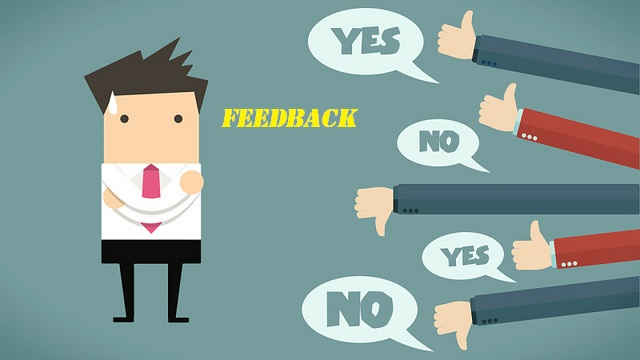 YES
FEEDBACK
NO
YES
NO